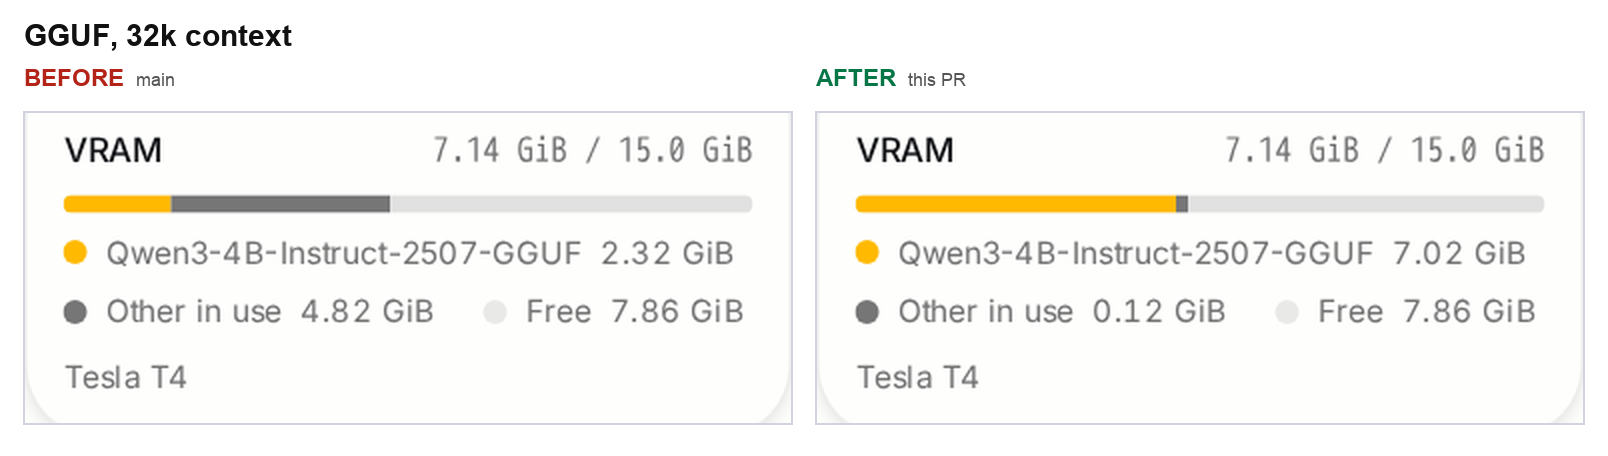 GGUF, 32k context
BEFORE main
VRAM 7.14 GiB / 15.0 GiB
Qwen3-4B-Instruct-2507-GGUF 2.32 GiB
Other in use 4.82 GiB Free 7.86 GiB
Tesla T4
AFTER this PR
VRAM 7.14 GiB / 15.0 GiB
Qwen3-4B-Instruct-2507-GGUF 7.02 GiB
Other in use 0.12 GiB Free 7.86 GiB
Tesla T4